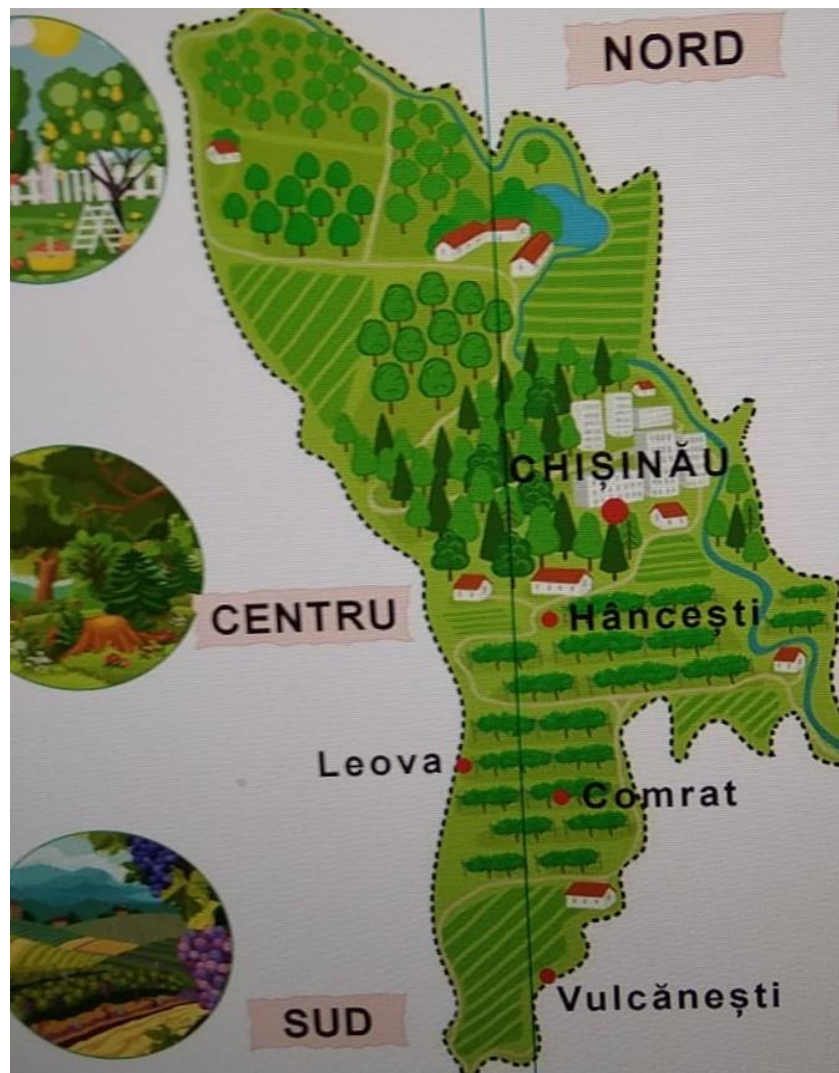 NORD
CHIȘINĂU
CENTRU
Hâncești
Leova
Comrat
Vulcănești
SUD